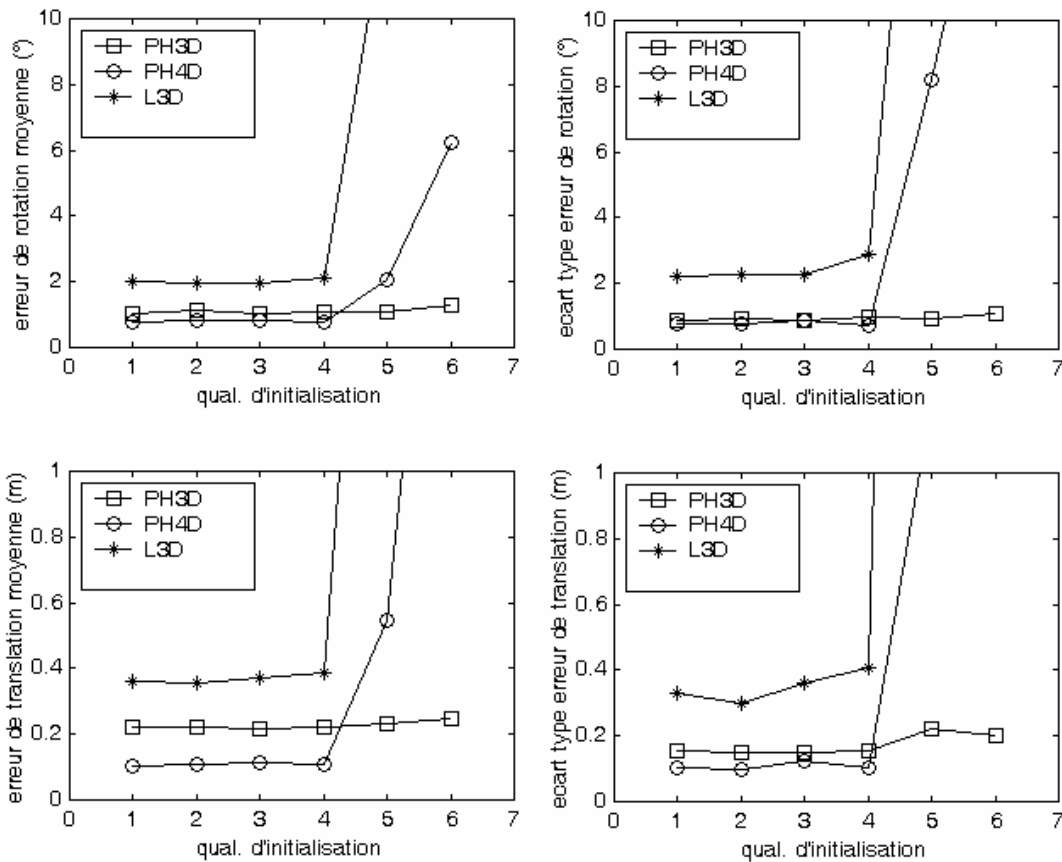 erreur de rotation moyenne (°)
10
8
6
4
2
0
PH3D
PH4D
L3D
0 1 2 3 4 5 6 7
qual. d'initialisation
ecart type erreur de rotation (°)
10
8
6
4
2
0
PH3D
PH4D
L3D
0 1 2 3 4 5 6 7
qual. d'initialisation
erreur de translation moyenne (m)
1
0.8
0.6
0.4
0.2
0
PH3D
PH4D
L3D
0 1 2 3 4 5 6 7
qual. d'initialisation
ecart type erreur de translation (m)
1
0.8
0.6
0.4
0.2
0
PH3D
PH4D
L3D
0 1 2 3 4 5 6 7
qual. d'initialisation